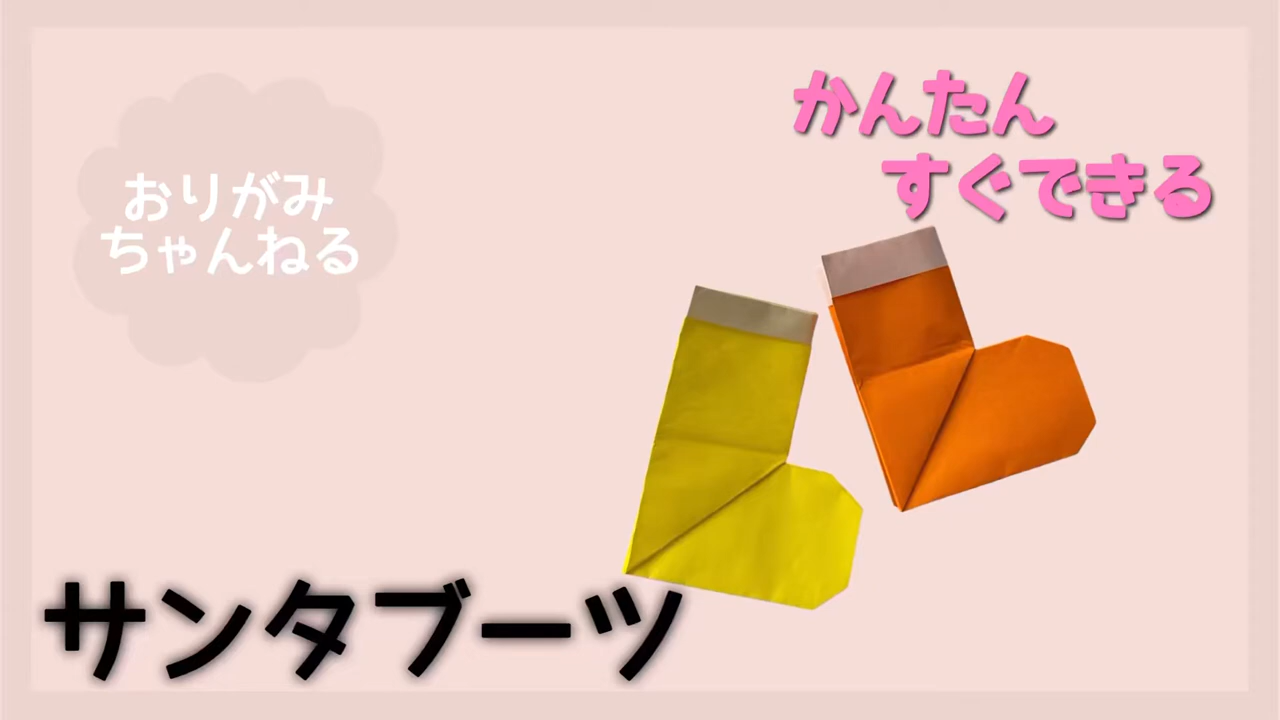 おりがみ
ちゃんねる
かんたん
すぐできる
サンタブーツ